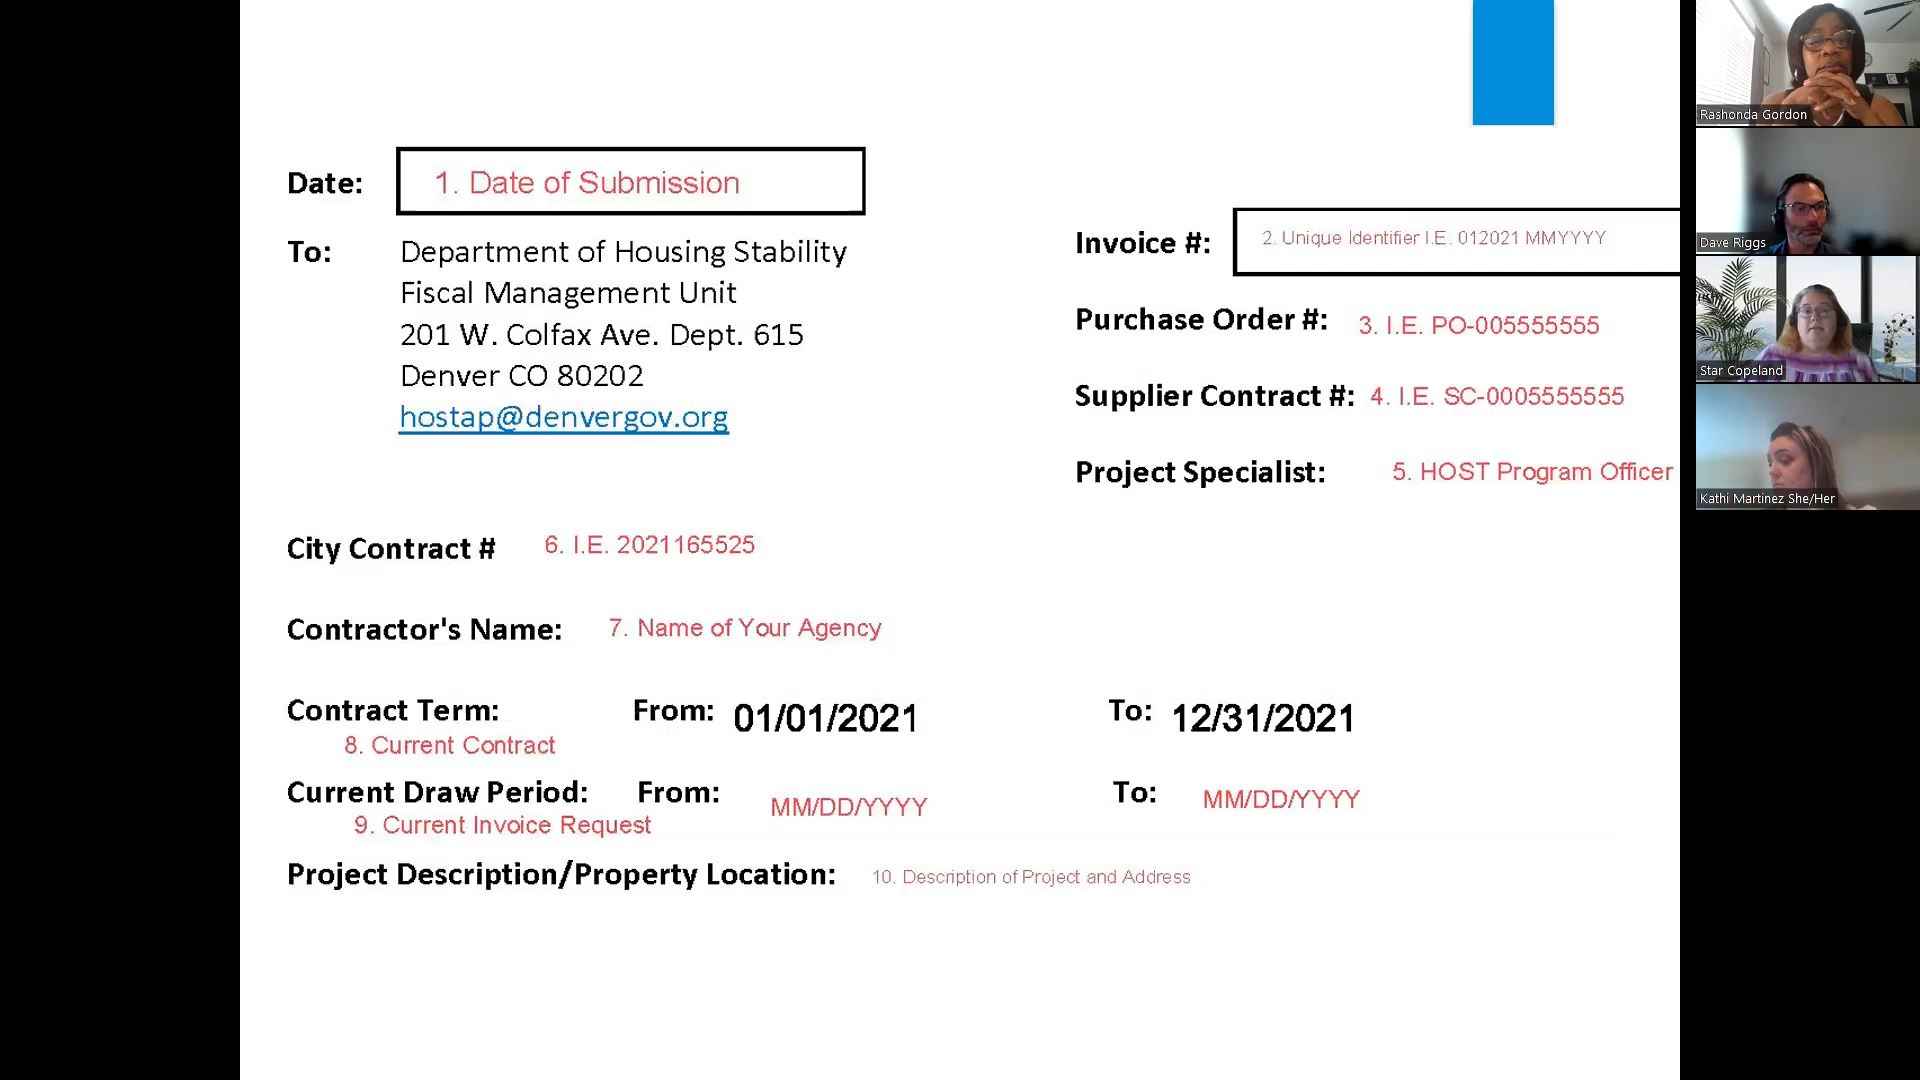 Date: 1. Date of Submission
To: Department of Housing Stability
Fiscal Management Unit
201 W. Colfax Ave. Dept. 615
Denver CO 80202
hostap@denvergov.org
Invoice #: 2. Unique Identifier I.E. 012021 MMYYYY
Purchase Order #: 3. I.E. PO-005555555
Supplier Contract #: 4. I.E. SC-0005555555
Project Specialist: 5. HOST Program Officer
City Contract # 6. I.E. 2021165525
Contractor's Name: 7. Name of Your Agency
Contract Term: From: 01/01/2021 To: 12/31/2021
8. Current Contract
Current Draw Period: From: MM/DD/YYYY To: MM/DD/YYYY
9. Current Invoice Request
Project Description/Property Location: 10. Description of Project and Address
Rashonda Gordon
Dave Riggs
Star Copeland
Kathi Martinez She/Her